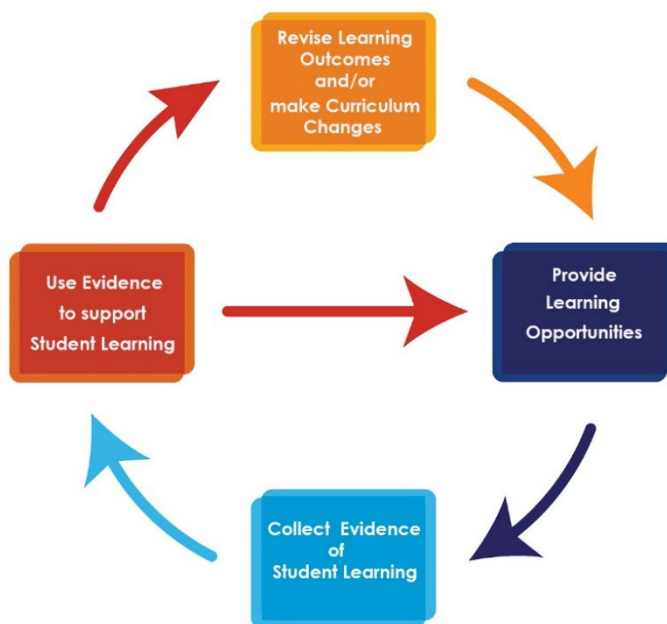 Revise Learning
Outcomes
and/or
make Curriculum
Changes
Use Evidence
to support
Student Learning
Provide
Learning
Opportunities
Collect Evidence
of
Student Learning